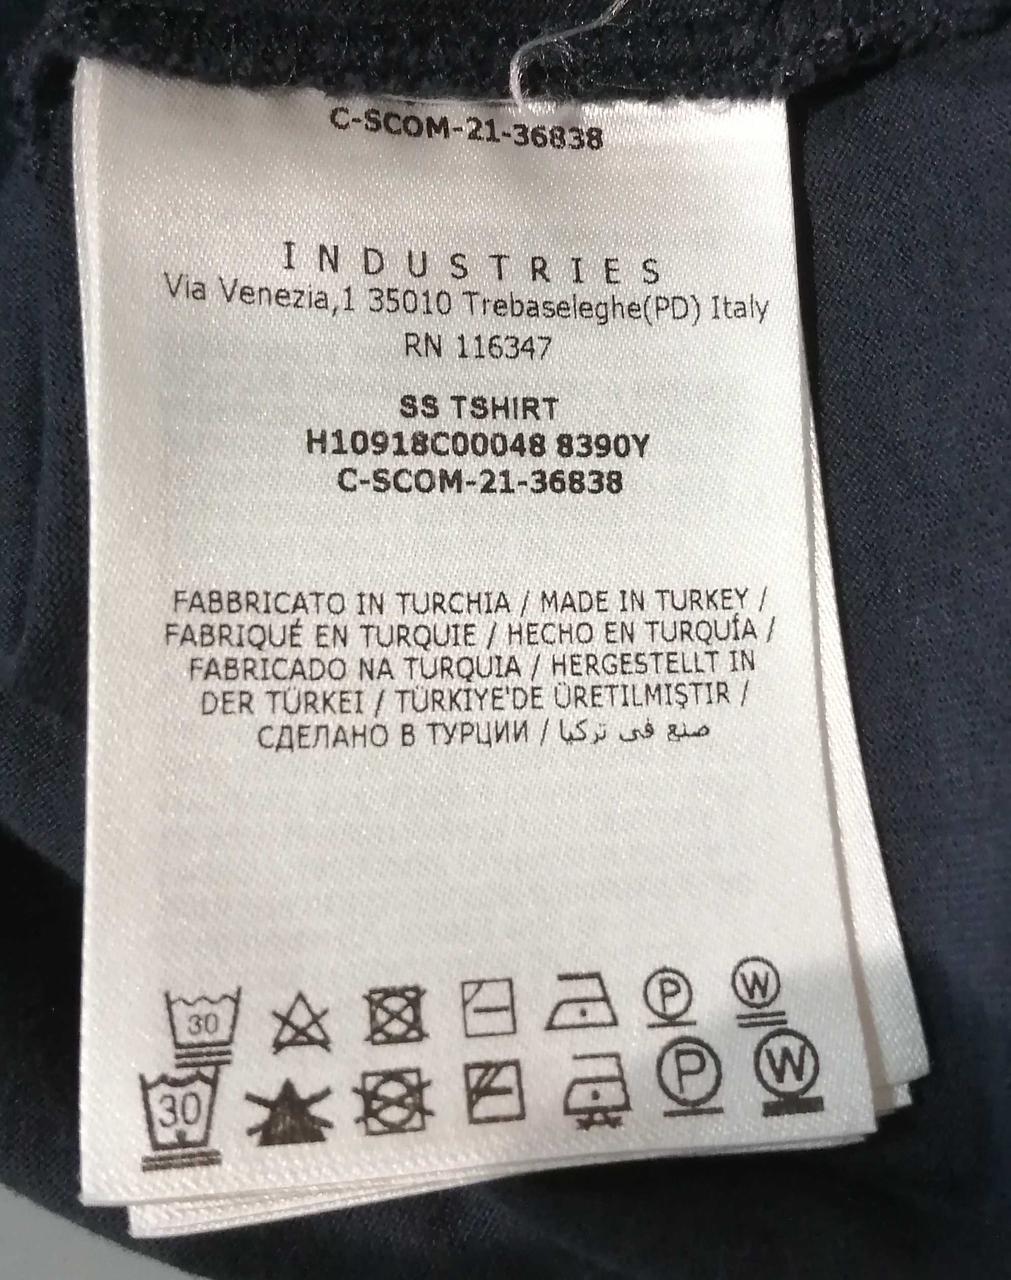 C-SCOM-21-36838
INDUSTRIES
Via Venezia,1 35010 Trebaseleghe(PD) Italy
RN 116347
SS TSHIRT
H10918C00048 8390Y
C-SCOM-21-36838
FABBRICATO IN TURCHIA / MADE IN TURKEY /
FABRIQUÉ EN TURQUIE / HECHO EN TURQUÍA /
FABRICADO NA TURQUIA / HERGESTELLT IN
DER TÜRKEI / TÜRKIYE'DE ÜRETILMIŞTIR /
СДЕЛАНО В ТУРЦИИ / صنع في تركيا
30 P W
30 P W